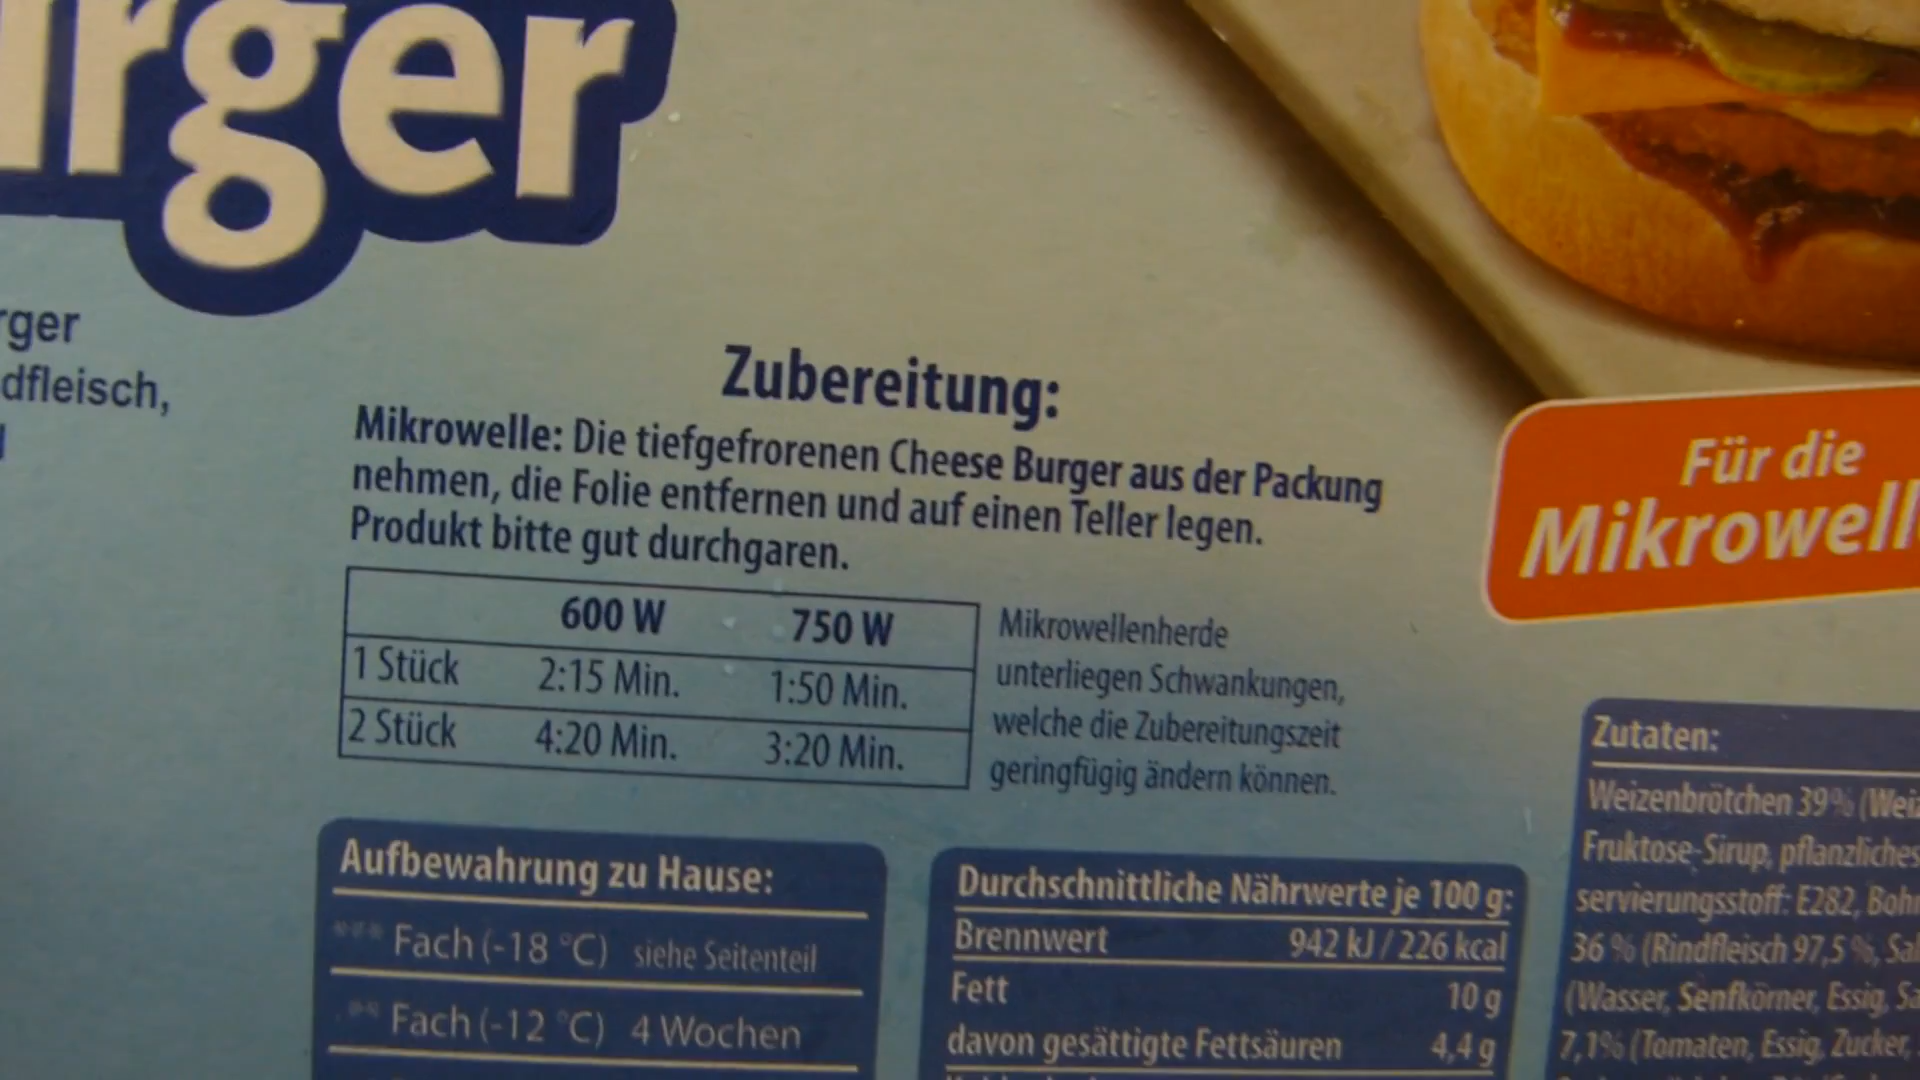 urger
rger
dfleisch,
Zubereitung:
Mikrowelle: Die tiefgefrorenen Cheese Burger aus der Packung
nehmen, die Folie entfernen und auf einen Teller legen.
Produkt bitte gut durchgaren.
600 W 750 W
1 Stück 2:15 Min. 1:50 Min.
2 Stück 4:20 Min. 3:20 Min.
Mikrowellenherde
unterliegen Schwankungen,
welche die Zubereitungszeit
geringfügig ändern können.
Für die
Mikrowell
Aufbewahrung zu Hause:
*** Fach (-18 °C) siehe Seitenteil
** Fach (-12 °C) 4 Wochen
Durchschnittliche Nährwerte je 100 g:
Brennwert 942 kJ / 226 kcal
Fett 10 g
davon gesättigte Fettsäuren 4,4 g
Zutaten:
Weizenbrötchen 39% (Wei
Fruktose-Sirup, pflanzliches
servierungsstoff: E282, Boh
36 % (Rindfleisch 97,5 %, Sal
(Wasser, Senfkörner, Essig, Sa
7,1% (Tomaten, Essig, Zucker,